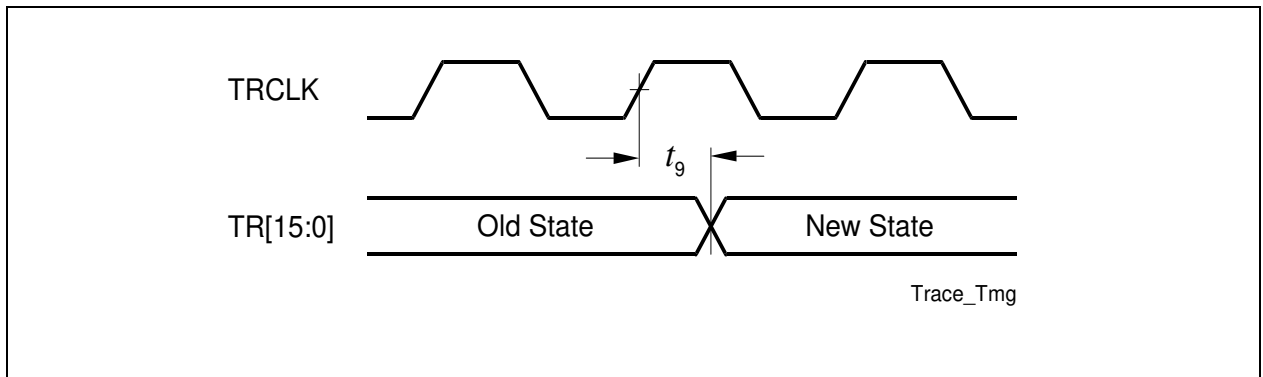 TRCLK
t9
TR[15:0] Old State New State
Trace_Tmg